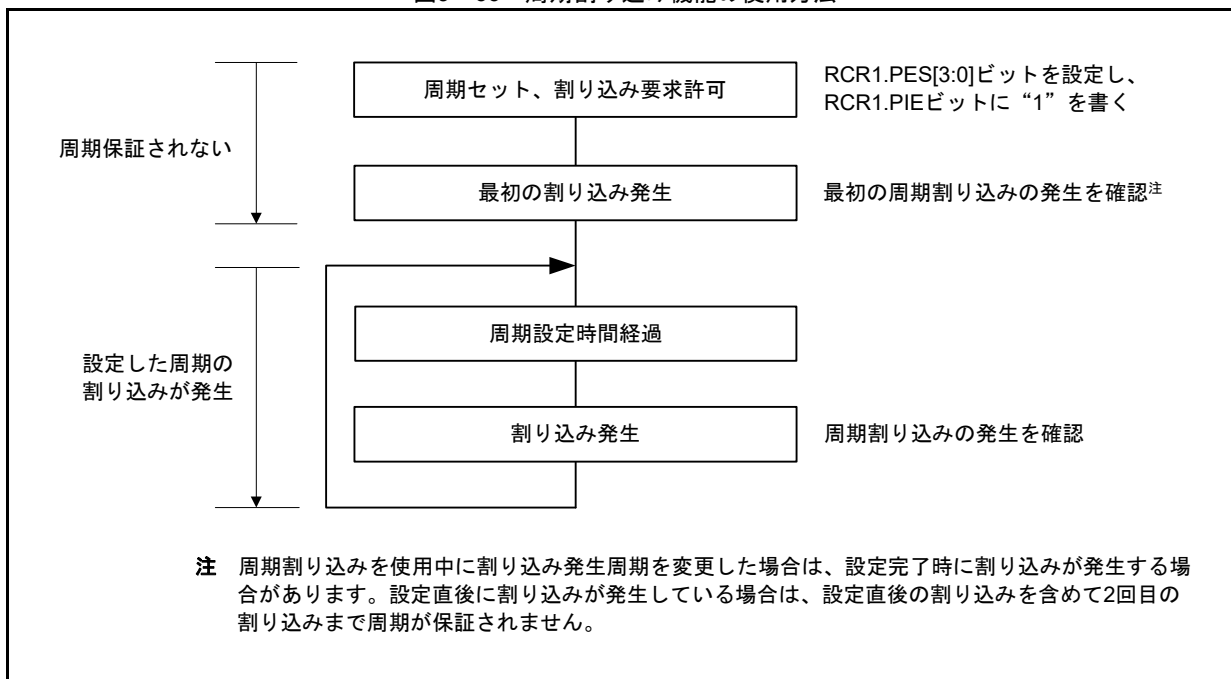 周期セット、割り込み要求許可
RCR1.PES[3:0]ビットを設定し、
RCR1.PIEビットに“1”を書く
周期保証されない
最初の割り込み発生
最初の周期割り込みの発生を確認注
周期設定時間経過
設定した周期の
割り込みが発生
割り込み発生
周期割り込みの発生を確認
注 周期割り込みを使用中に割り込み発生周期を変更した場合は、設定完了時に割り込みが発生する場
合があります。設定直後に割り込みが発生している場合は、設定直後の割り込みを含めて2回目の
割り込みまで周期が保証されません。